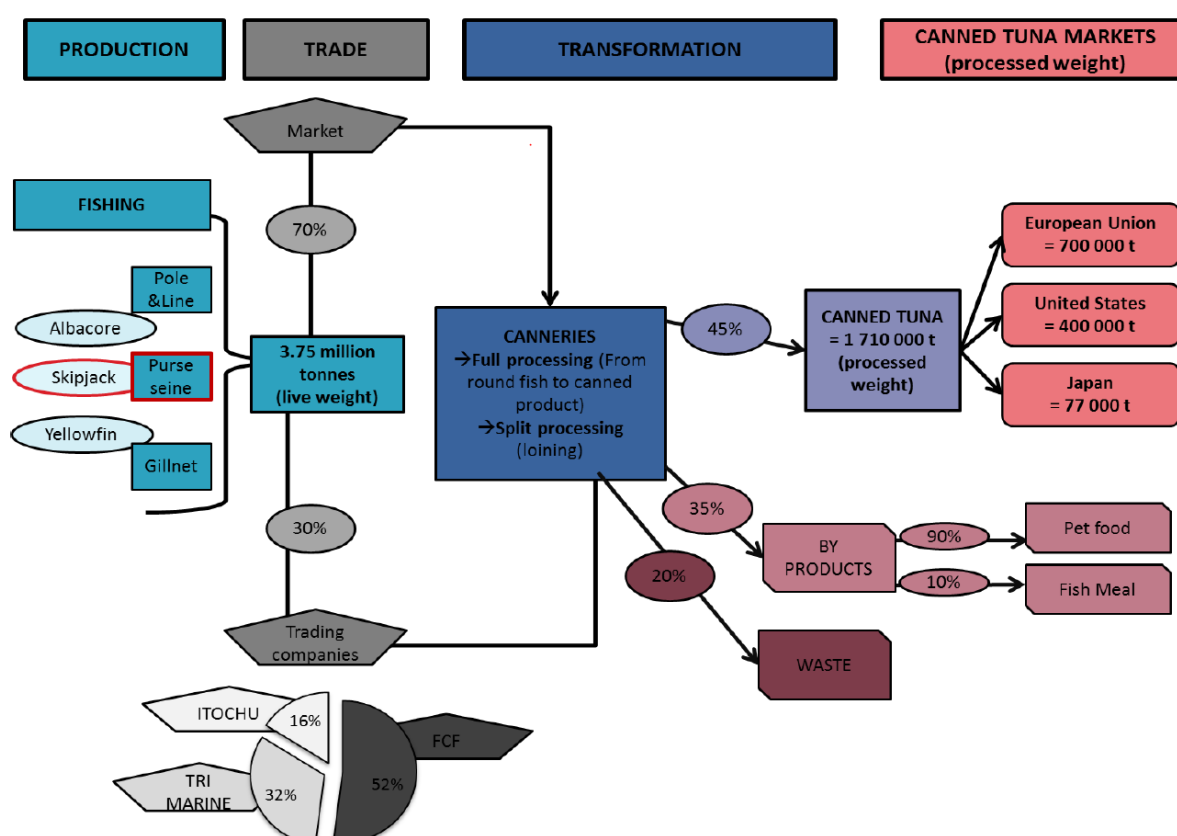 PRODUCTION
TRADE
TRANSFORMATION
CANNED TUNA MARKETS
(processed weight)
Market
FISHING
70%
Pole
&Line
Albacore
Skipjack
Purse
seine
Yellowfin
Gillnet
3.75 million
tonnes
(live weight)
30%
Trading
companies
CANNERIES
→Full processing (From
round fish to canned
product)
→Split processing
(loining)
45%
CANNED TUNA
= 1 710 000 t
(processed
weight)
European Union
= 700 000 t
United States
= 400 000 t
Japan
= 77 000 t
35%
BY
PRODUCTS
90%
Pet food
10%
Fish Meal
20%
WASTE
ITOCHU
16%
FCF
52%
TRI
MARINE
32%